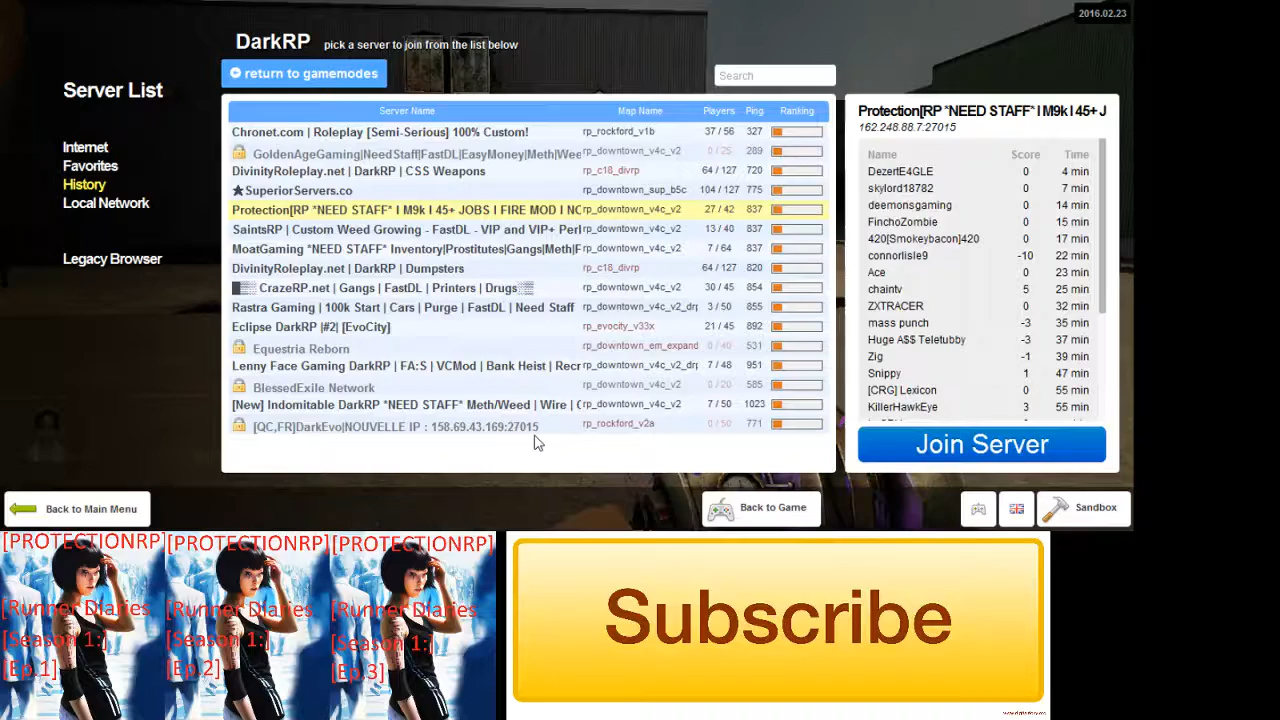 2016.02.23
DarkRP pick a server to join from the list below
return to gamemodes
Search
Server List
Internet
Favorites
History
Local Network
Legacy Browser
Server Name Map Name Players Ping Ranking
Chronet.com | Roleplay [Semi-Serious] 100% Custom! rp_rockford_v1b 37 / 56 327
GoldenAgeGaming|NeedStaff|FastDL|EasyMoney|Meth|Wee rp_downtown_v4c_v2 0 / 25 289
DivinityRoleplay.net | DarkRP | CSS Weapons rp_c18_divrp 64 / 127 720
★SuperiorServers.co rp_downtown_sup_b5c 104 / 127 775
Protection[RP *NEED STAFF* I M9k I 45+ JOBS I FIRE MOD I NC rp_downtown_v4c_v2 27 / 42 837
SaintsRP | Custom Weed Growing - FastDL - VIP and VIP+ Perl rp_downtown_v4c_v2 13 / 40 837
MoatGaming *NEED STAFF* Inventory|Prostitutes|Gangs|Meth|F rp_downtown_v4c_v2 7 / 64 837
DivinityRoleplay.net | DarkRP | Dumpsters rp_c18_divrp 64 / 127 820
█▓▒░ CrazeRP.net | Gangs | FastDL | Printers | Drugs░▒ rp_downtown_v4c_v2 30 / 45 854
Rastra Gaming | 100k Start | Cars | Purge | FastDL | Need Staff rp_downtown_v4c_v2_drp 3 / 50 855
Eclipse DarkRP |#2| [EvoCity] rp_evocity_v33x 21 / 45 892
Equestria Reborn rp_downtown_em_expand 0 / 40 531
Lenny Face Gaming DarkRP | FA:S | VCMod | Bank Heist | Recr rp_downtown_v4c_v2_drp 7 / 48 951
BlessedExile Network rp_downtown_v4c_v2 0 / 20 585
[New] Indomitable DarkRP *NEED STAFF* Meth/Weed | Wire | C rp_downtown_v4c_v2 7 / 50 1023
[QC,FR]DarkEvo|NOUVELLE IP : 158.69.43.169:27015 rp_rockford_v2a 0 / 50 771
Protection[RP *NEED STAFF* I M9k I 45+ J
162.248.88.7:27015
Name Score Time
DezertE4GLE 0 4 min
skylord18782 0 7 min
deemonsgaming 0 14 min
FinchoZombie 0 15 min
420[Smokeybacon]420 0 17 min
connorlisle9 -10 22 min
Ace 0 23 min
chaintv 5 25 min
ZXTRACER 0 32 min
mass punch -3 35 min
Huge A$$ Teletubby -3 37 min
Zig -1 39 min
Snippy 1 47 min
[CRG] Lexicon 0 55 min
KillerHawkEye 3 55 min
Join Server
Back to Main Menu
Back to Game
Sandbox
[PROTECTIONRP] [PROTECTIONRP] [PROTECTIONRP]
[Runner Diaries [Runner Diaries [Runner Diaries
[Season 1:] [Season 1:] [Season 1:]
[Ep.1] [Ep.2] [Ep.3]
Subscribe